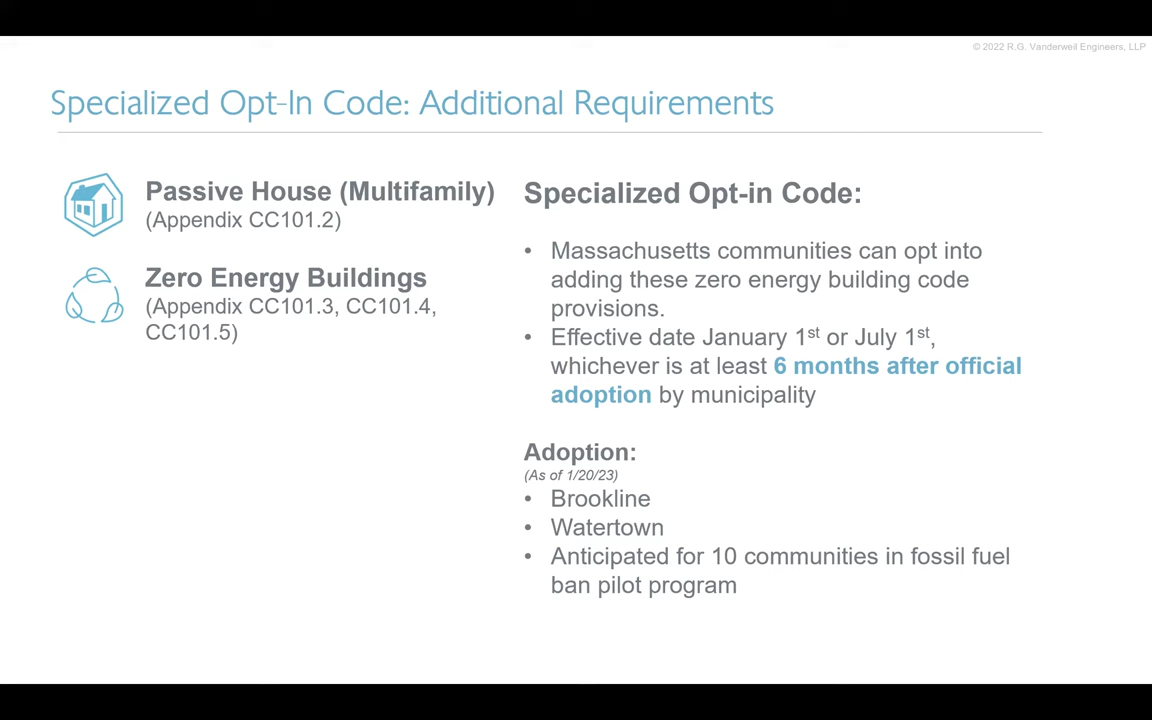 © 2022 R.G. Vanderweil Engineers, LLP
Specialized Opt-In Code: Additional Requirements
Passive House (Multifamily)
(Appendix CC101.2)
Zero Energy Buildings
(Appendix CC101.3, CC101.4,
CC101.5)
Specialized Opt-in Code:
• Massachusetts communities can opt into
adding these zero energy building code
provisions.
• Effective date January 1st or July 1st,
whichever is at least 6 months after official
adoption by municipality
Adoption:
(As of 1/20/23)
• Brookline
• Watertown
• Anticipated for 10 communities in fossil fuel
ban pilot program